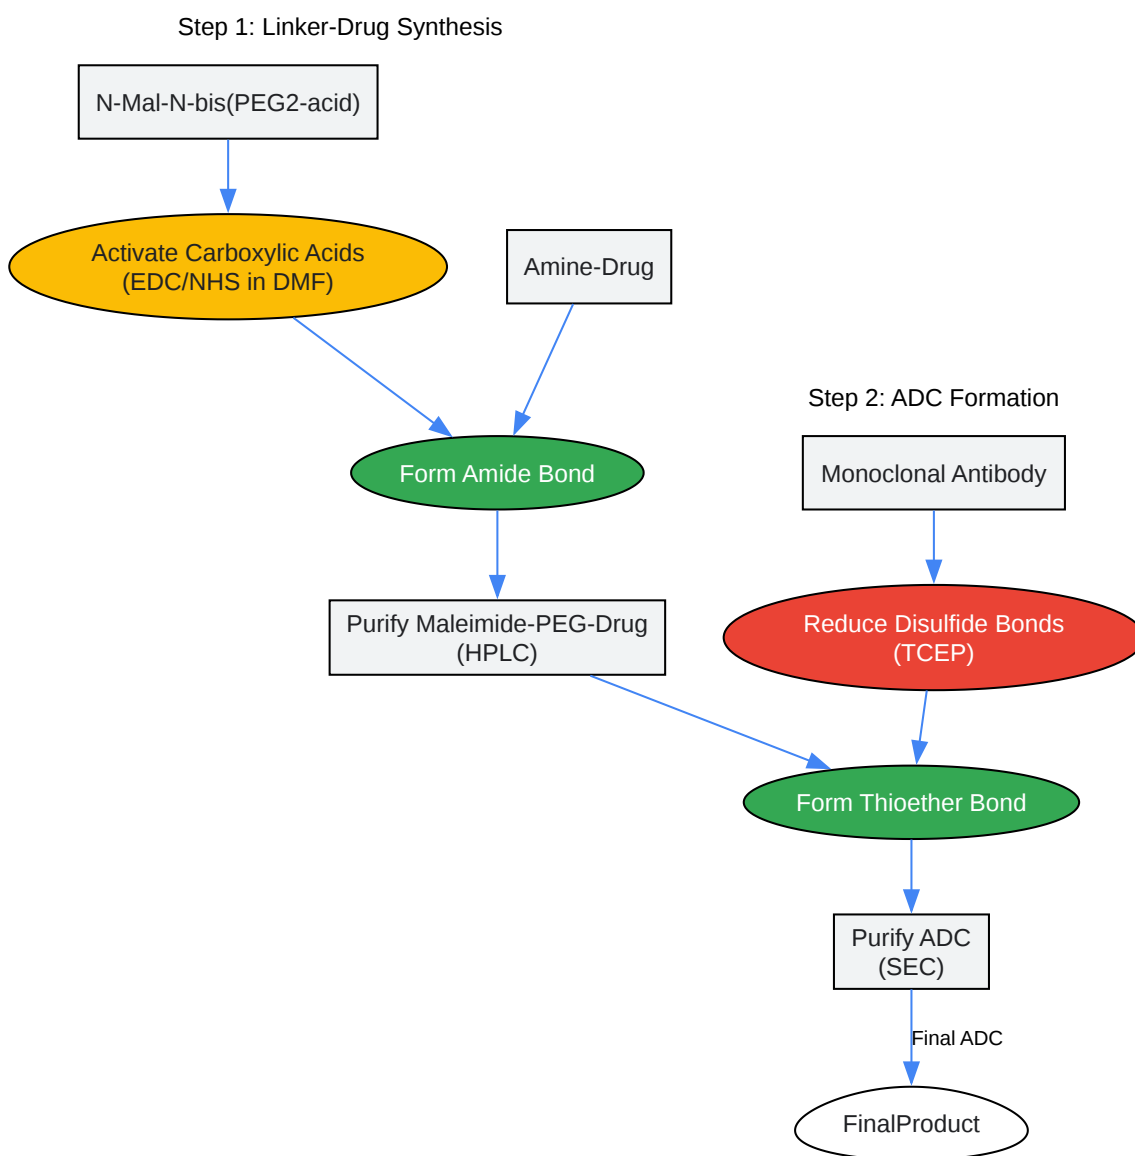 Step 1: Linker-Drug Synthesis
N-Mal-N-bis(PEG2-acid)
Activate Carboxylic Acids
(EDC/NHS in DMF)
Amine-Drug
Form Amide Bond
Purify Maleimide-PEG-Drug
(HPLC)
Step 2: ADC Formation
Monoclonal Antibody
Reduce Disulfide Bonds
(TCEP)
Form Thioether Bond
Purify ADC
(SEC)
Final ADC
FinalProduct